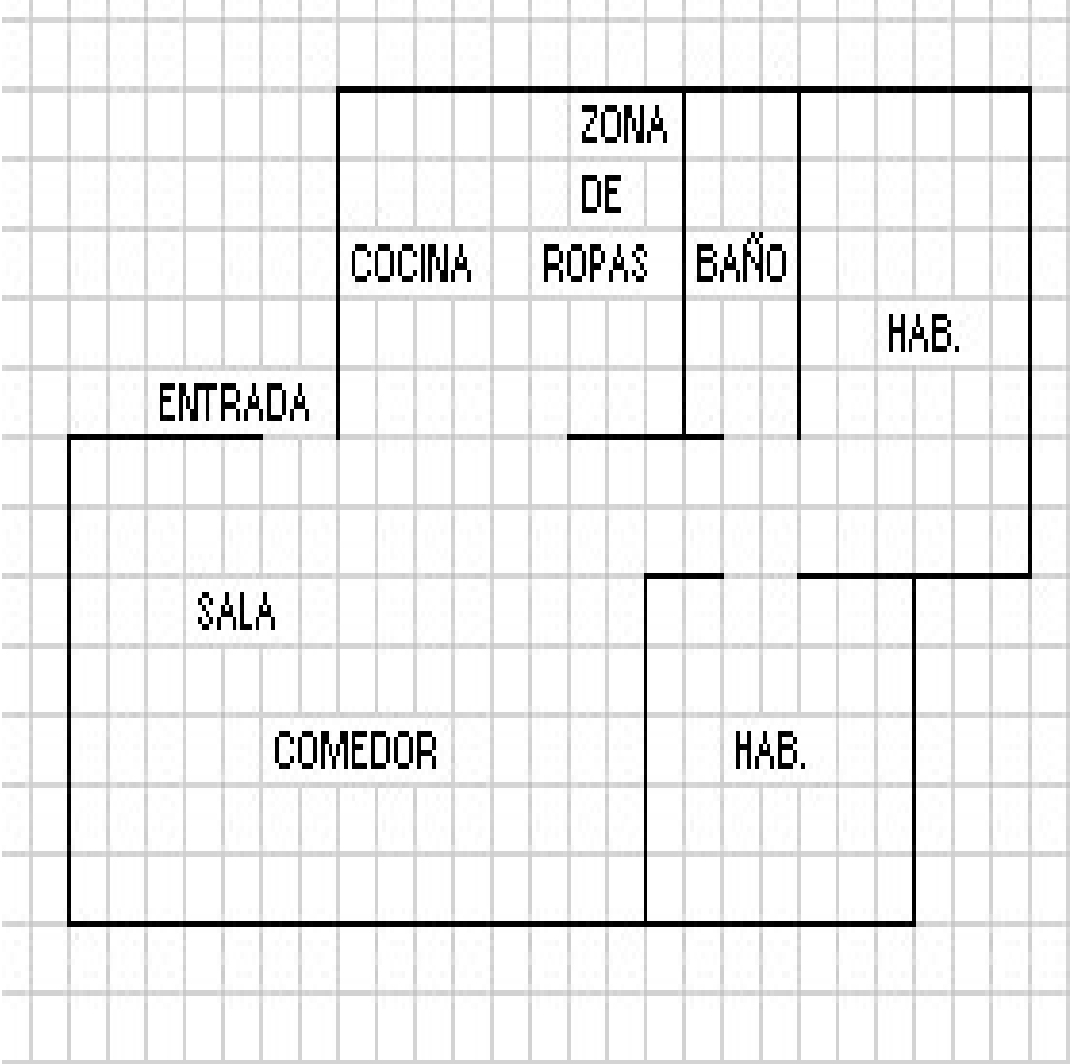 ZONA
DE
COCINA ROPAS BAÑO
HAB.
ENTRADA
SALA
COMEDOR HAB.